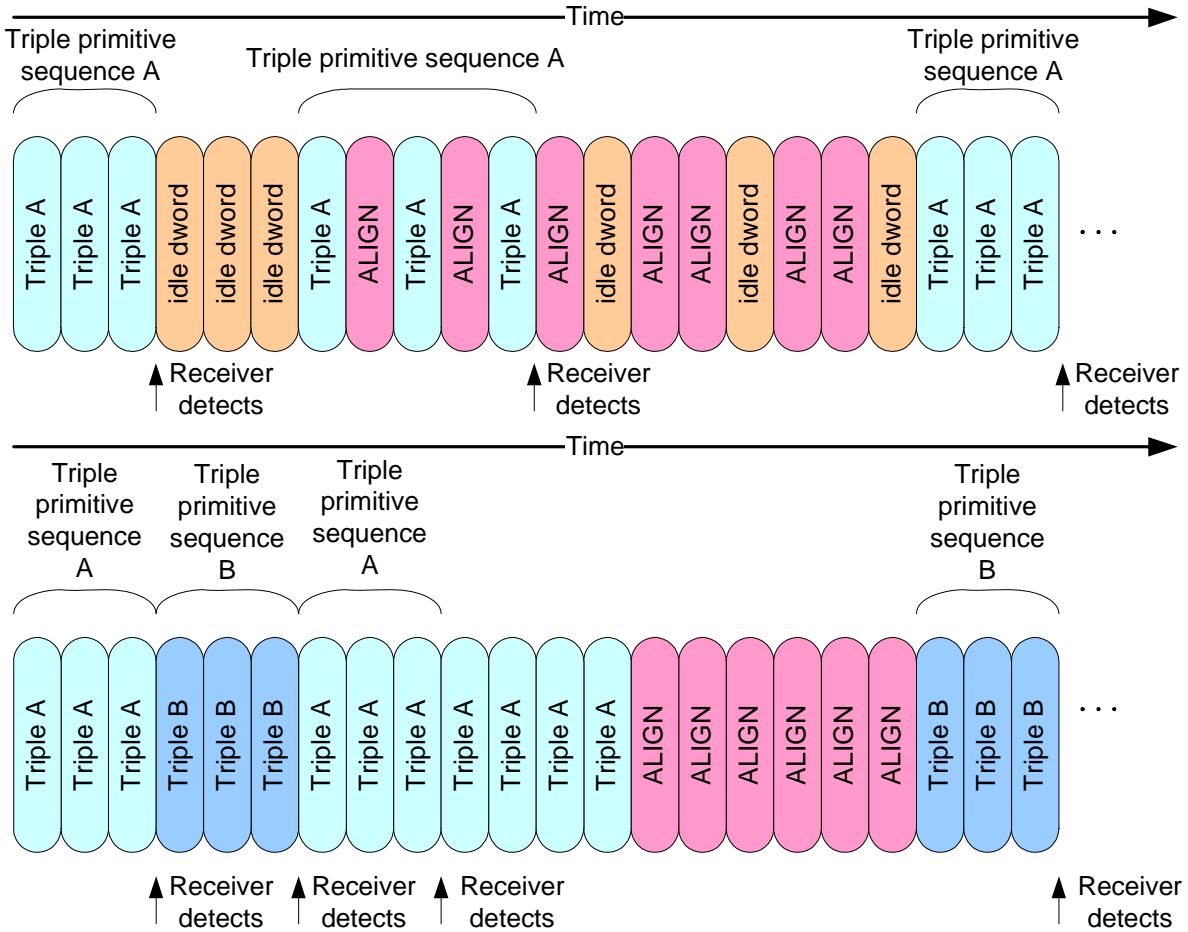 Time
Triple primitive
sequence A
Triple primitive sequence A
Triple primitive
sequence A
Triple A
Triple A
Triple A
idle dword
idle dword
idle dword
Triple A
ALIGN
Triple A
ALIGN
Triple A
ALIGN
idle dword
ALIGN
ALIGN
idle dword
ALIGN
ALIGN
idle dword
Triple A
Triple A
Triple A
. . .
Receiver
detects
Receiver
detects
Receiver
detects
Time
Triple
primitive
sequence
A
Triple
primitive
sequence
B
Triple
primitive
sequence
A
Triple
primitive
sequence
B
Triple A
Triple A
Triple A
Triple B
Triple B
Triple B
Triple A
Triple A
Triple A
Triple A
Triple A
Triple A
Triple A
ALIGN
ALIGN
ALIGN
ALIGN
ALIGN
ALIGN
Triple B
Triple B
Triple B
. . .
Receiver
detects
Receiver
detects
Receiver
detects
Receiver
detects